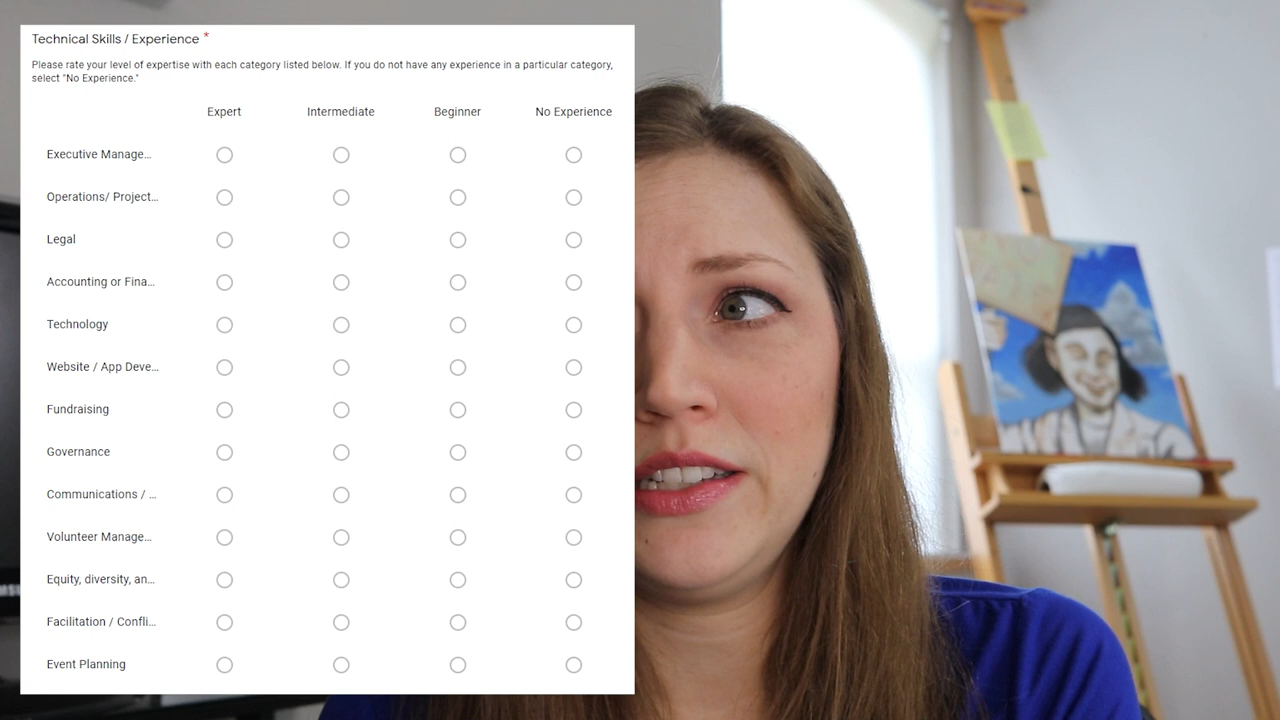 Technical Skills / Experience *
Please rate your level of expertise with each category listed below. If you do not have any experience in a particular category,
select "No Experience."
Expert Intermediate Beginner No Experience
Executive Manage...
Operations/ Project...
Legal
Accounting or Fina...
Technology
Website / App Deve...
Fundraising
Governance
Communications / ...
Volunteer Manage...
Equity, diversity, an...
Facilitation / Confli...
Event Planning